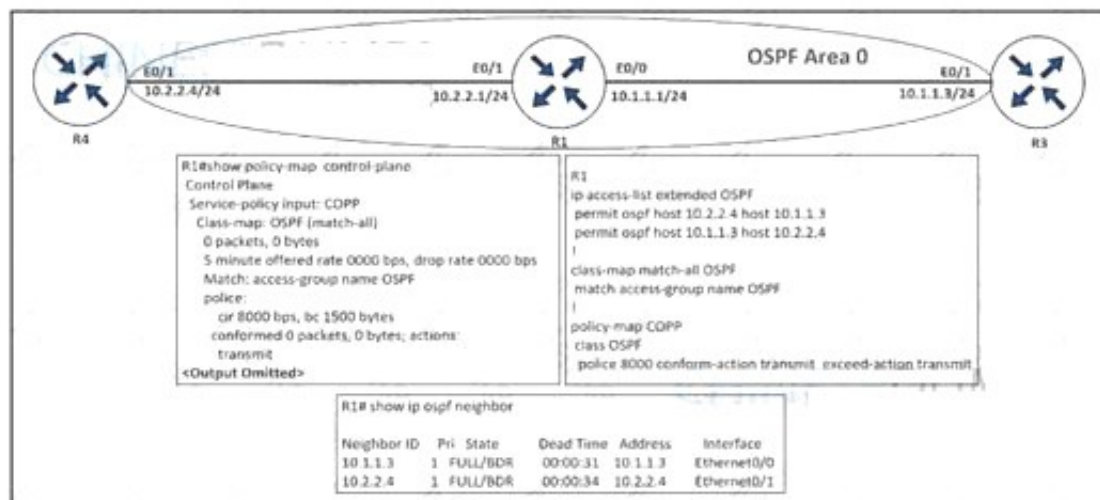 OSPF Area 0
E0/1
E0/1
E0/0
E0/1
10.2.2.4/24
10.2.2.1/24
10.1.1.1/24
10.1.1.3/24
R4
R1
R3
R1#show policy-map control-plane
Control Plane
Service-policy input: COPP
Class-map: OSPF (match-all)
0 packets, 0 bytes
5 minute offered rate 0000 bps, drop rate 0000 bps
Match: access-group name OSPF
police:
cir 8000 bps, bc 1500 bytes
conformed 0 packets, 0 bytes; actions:
transmit
<Output Omitted>
R1
ip access-list extended OSPF
permit ospf host 10.2.2.4 host 10.1.1.3
permit ospf host 10.1.1.3 host 10.2.2.4
!
class-map match-all OSPF
match access-group name OSPF
!
policy-map COPP
class OSPF
police 8000 conform-action transmit exceed-action transmit
R1# show ip ospf neighbor
Neighbor ID Pri State Dead Time Address Interface
10.1.1.3 1 FULL/BDR 00:00:31 10.1.1.3 Ethernet0/0
10.2.2.4 1 FULL/BDR 00:00:34 10.2.2.4 Ethernet0/1